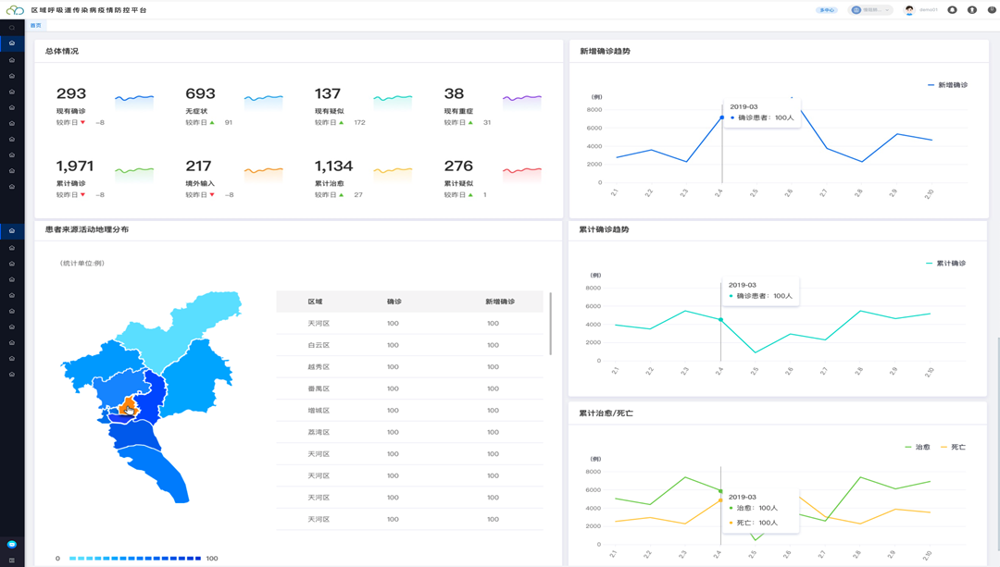 区域呼吸道传染病疫情防控平台
多中心
demo01
首页
总体情况
293
现有确诊
较昨日 -8
693
无症状
较昨日 91
137
现有疑似
较昨日 172
38
现有重症
较昨日 31
1,971
累计确诊
较昨日 -8
217
境外输入
较昨日 -8
1,134
累计治愈
较昨日 27
276
累计疑似
较昨日 1
新增确诊趋势
新增确诊
(例)
8000
6000
4000
2000
0
2019-03
确诊患者：100人
2.1 2.2 2.3 2.4 2.5 2.6 2.7 2.8 2.9 2.10
患者来源活动地理分布
(统计单位:例)
区域 确诊 新增确诊
天河区 100 100
白云区 100 100
越秀区 100 100
番禺区 100 100
增城区 100 100
荔湾区 100 100
天河区 100 100
天河区 100 100
天河区 100 100
天河区 100 100
0 100
累计确诊趋势
累计确诊
(例)
8000
6000
4000
2000
0
2019-03
确诊患者：100人
2.1 2.2 2.3 2.4 2.5 2.6 2.7 2.8 2.9 2.10
累计治愈/死亡
治愈 死亡
(例)
8000
6000
4000
2000
0
2019-03
治愈：100人
死亡：100人
2.1 2.2 2.3 2.4 2.5 2.6 2.7 2.8 2.9 2.10